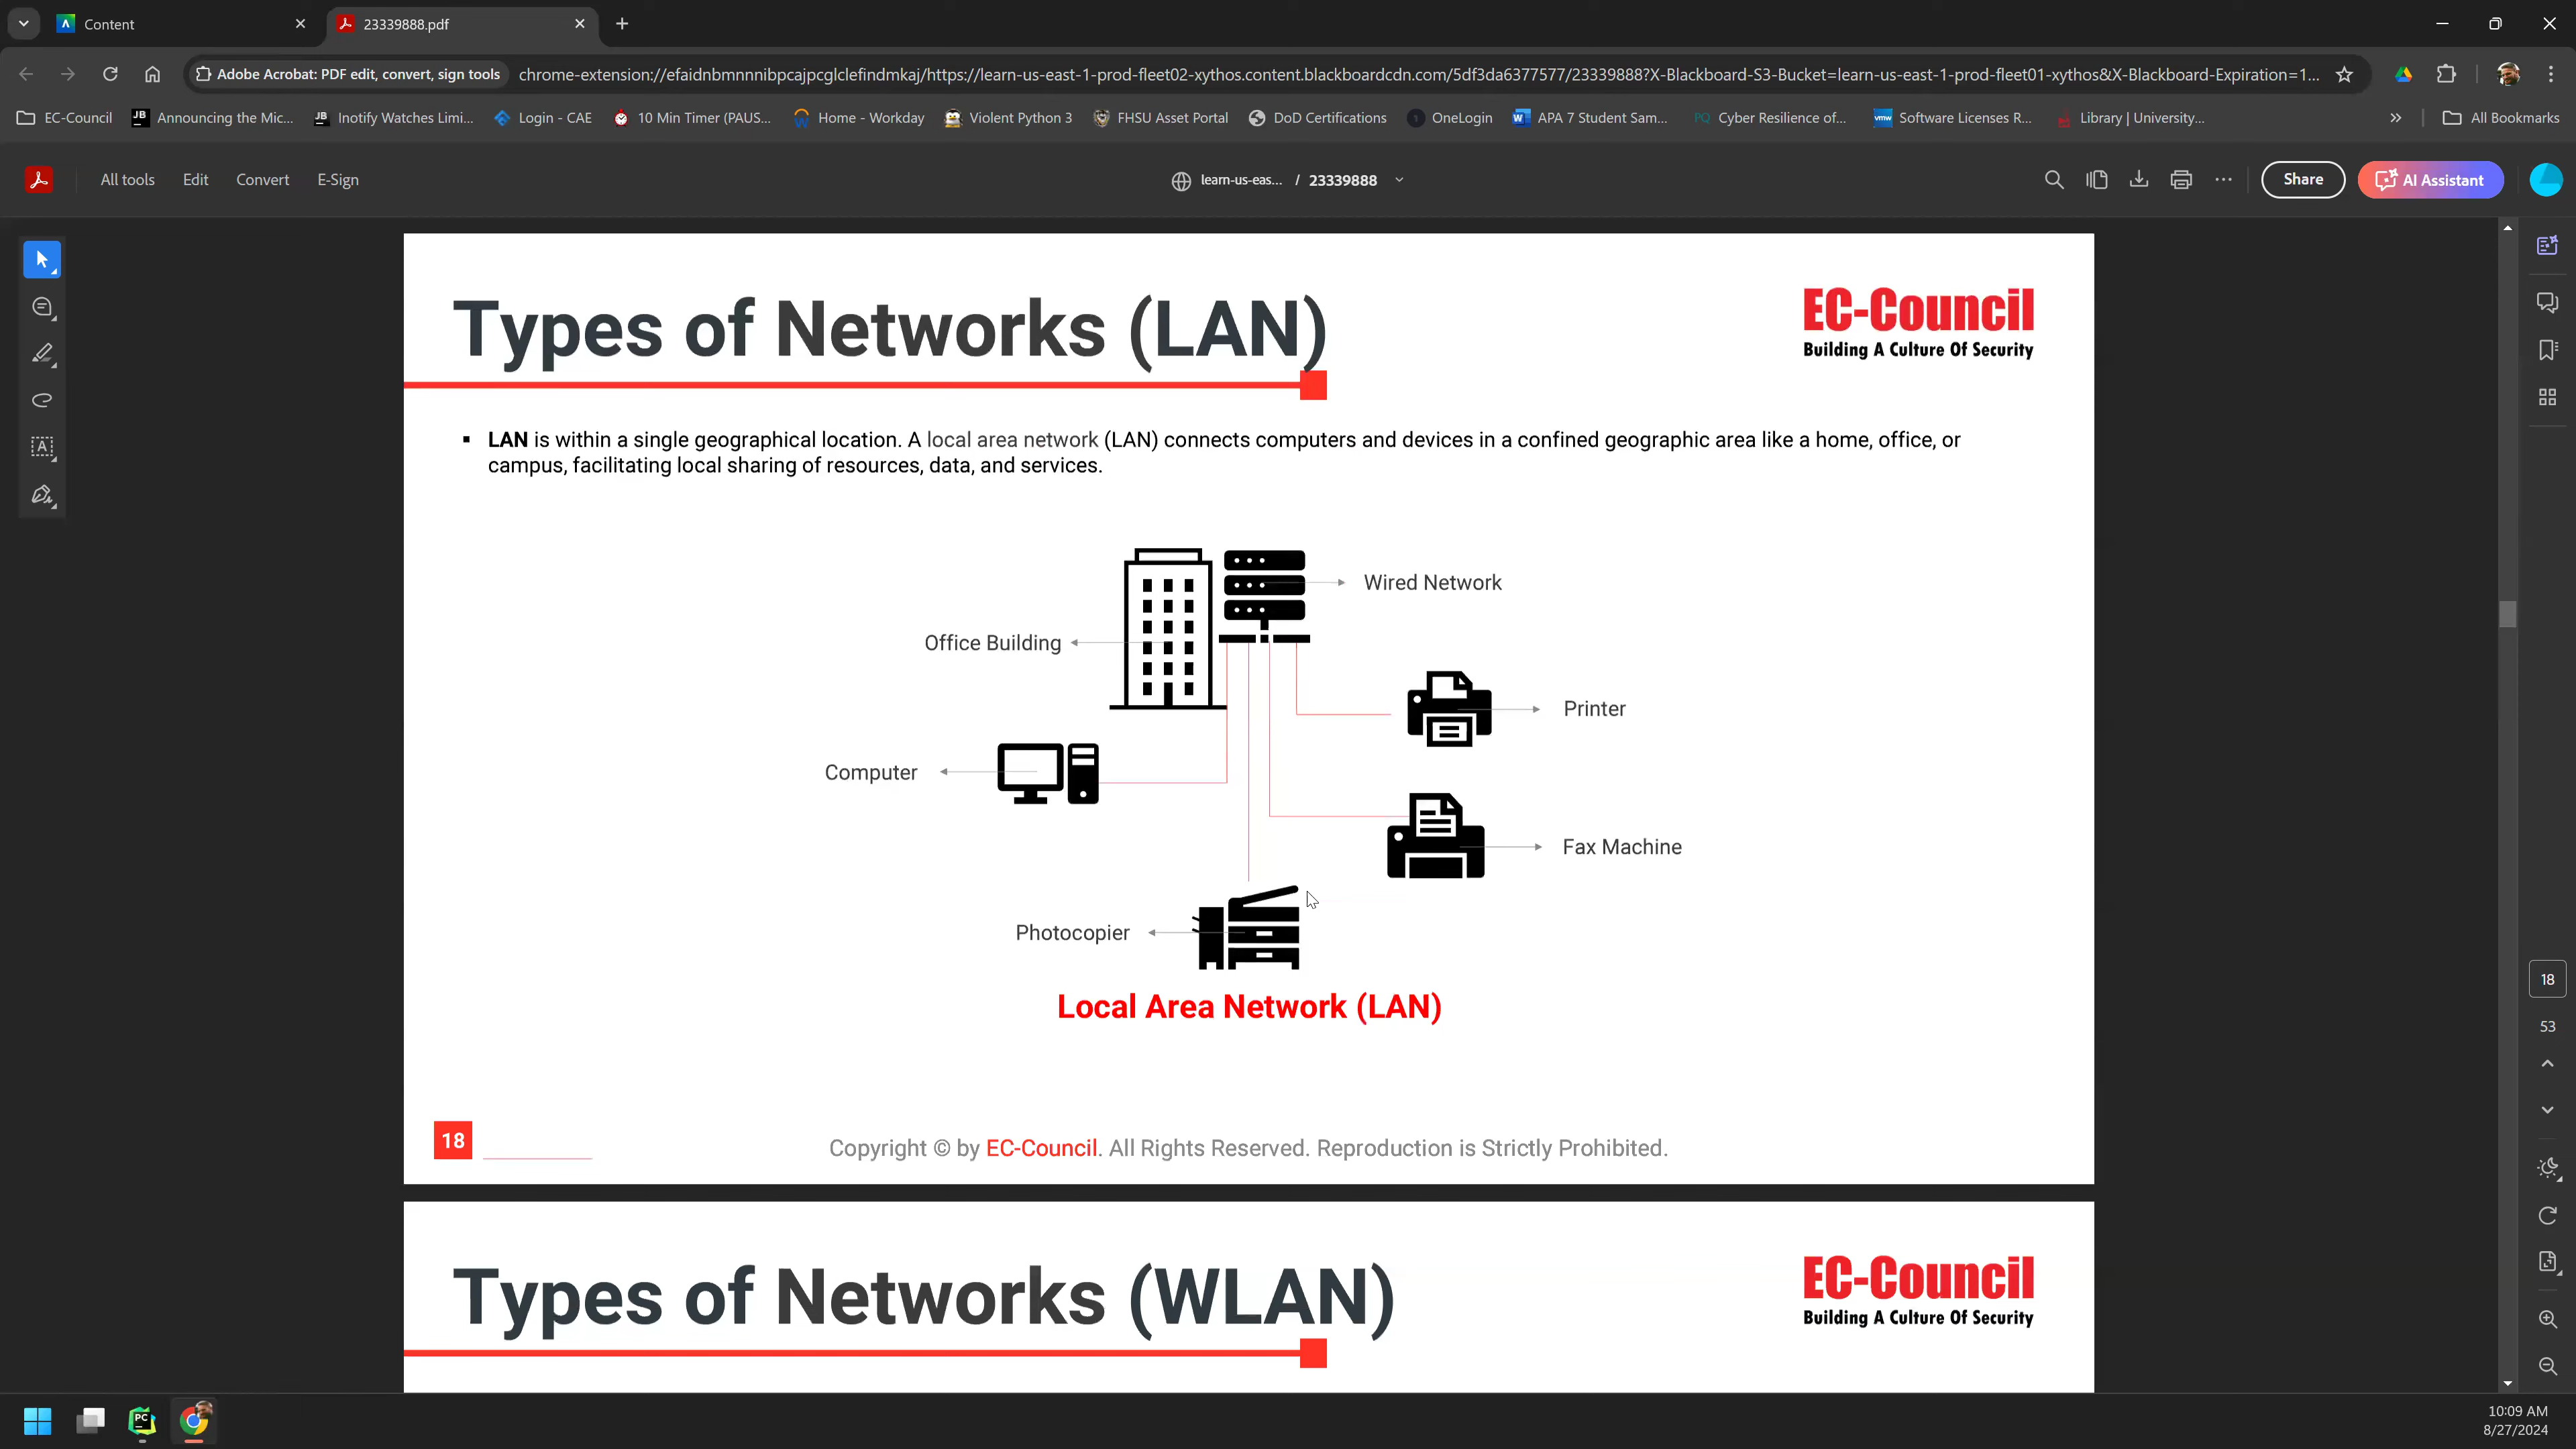 Content
23339888.pdf
Adobe Acrobat: PDF edit, convert, sign tools
chrome-extension://efaidnbmnnnibpcajpcglclefindmkaj/https://learn-us-east-1-prod-fleet02-xythos.content.blackboardcdn.com/5df3da6377577/23339888?X-Blackboard-S3-Bucket=learn-us-east-1-prod-fleet01-xythos&X-Blackboard-Expiration=1...
EC-Council
JB Announcing the Mic...
JB Inotify Watches Limi...
Login - CAE
10 Min Timer (PAUS...
Home - Workday
Violent Python 3
FHSU Asset Portal
DoD Certifications
OneLogin
APA 7 Student Sam...
PQ Cyber Resilience of...
vmw Software Licenses R...
Library | University...
All Bookmarks
All tools
Edit
Convert
E-Sign
learn-us-eas... / 23339888
Share
AI Assistant
Types of Networks (LAN)
EC-Council
Building A Culture Of Security
▪ LAN is within a single geographical location. A local area network (LAN) connects computers and devices in a confined geographic area like a home, office, or
campus, facilitating local sharing of resources, data, and services.
Wired Network
Office Building
Printer
Computer
Fax Machine
Photocopier
Local Area Network (LAN)
18
Copyright © by EC-Council. All Rights Reserved. Reproduction is Strictly Prohibited.
18
53
Types of Networks (WLAN)
EC-Council
Building A Culture Of Security
PC
10:09 AM
8/27/2024